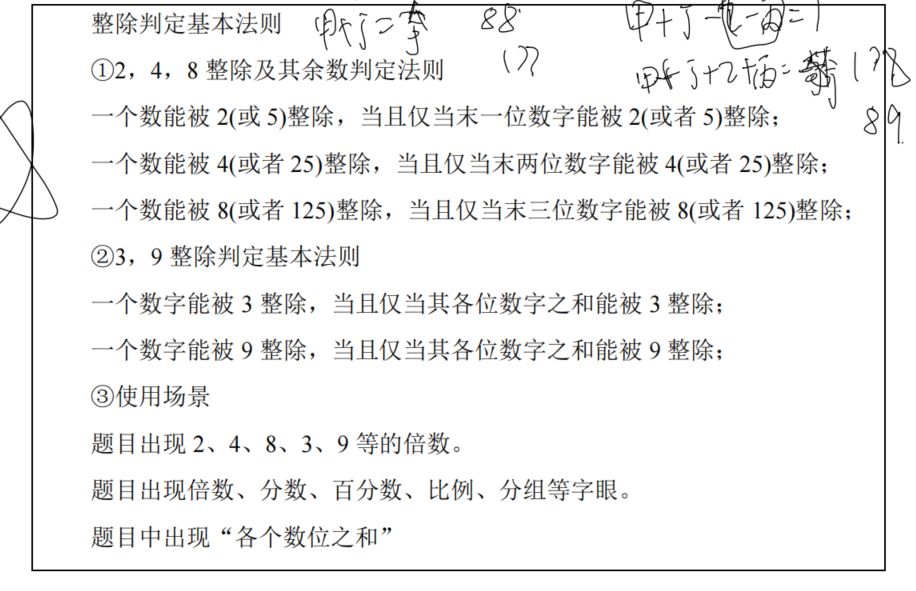 整除判定基本法则
88
甲+丁-乙-丙=1
①2，4，8 整除及其余数判定法则
177
甲+丁+乙+丙=
一个数能被 2(或 5)整除，当且仅当末一位数字能被 2(或者 5)整除；
89
一个数能被 4(或者 25)整除，当且仅当末两位数字能被 4(或者 25)整除；
一个数能被 8(或者 125)整除，当且仅当末三位数字能被 8(或者 125)整除；
②3，9 整除判定基本法则
一个数字能被 3 整除，当且仅当其各位数字之和能被 3 整除；
一个数字能被 9 整除，当且仅当其各位数字之和能被 9 整除；
③使用场景
题目出现 2、4、8、3、9 等的倍数。
题目出现倍数、分数、百分数、比例、分组等字眼。
题目中出现“各个数位之和”